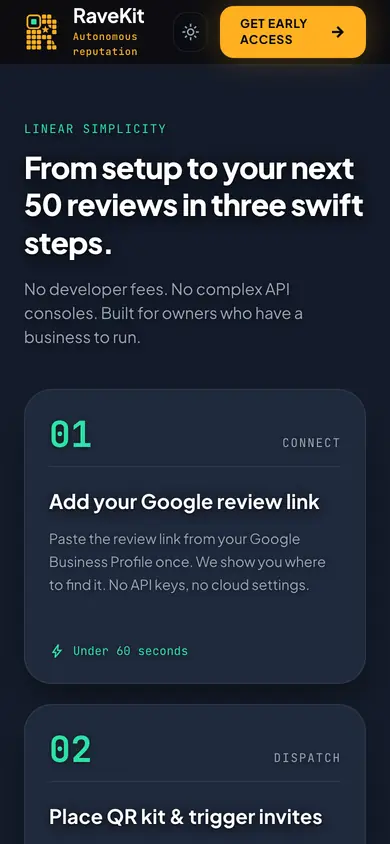 RaveKit
Autonomous
reputation
GET EARLY
ACCESS
LINEAR SIMPLICITY
From setup to your next
50 reviews in three swift
steps.
No developer fees. No complex API
consoles. Built for owners who have a
business to run.
01
CONNECT
Add your Google review link
Paste the review link from your Google
Business Profile once. We show you where
to find it. No API keys, no cloud settings.
Under 60 seconds
02
DISPATCH
Place QR kit & trigger invites